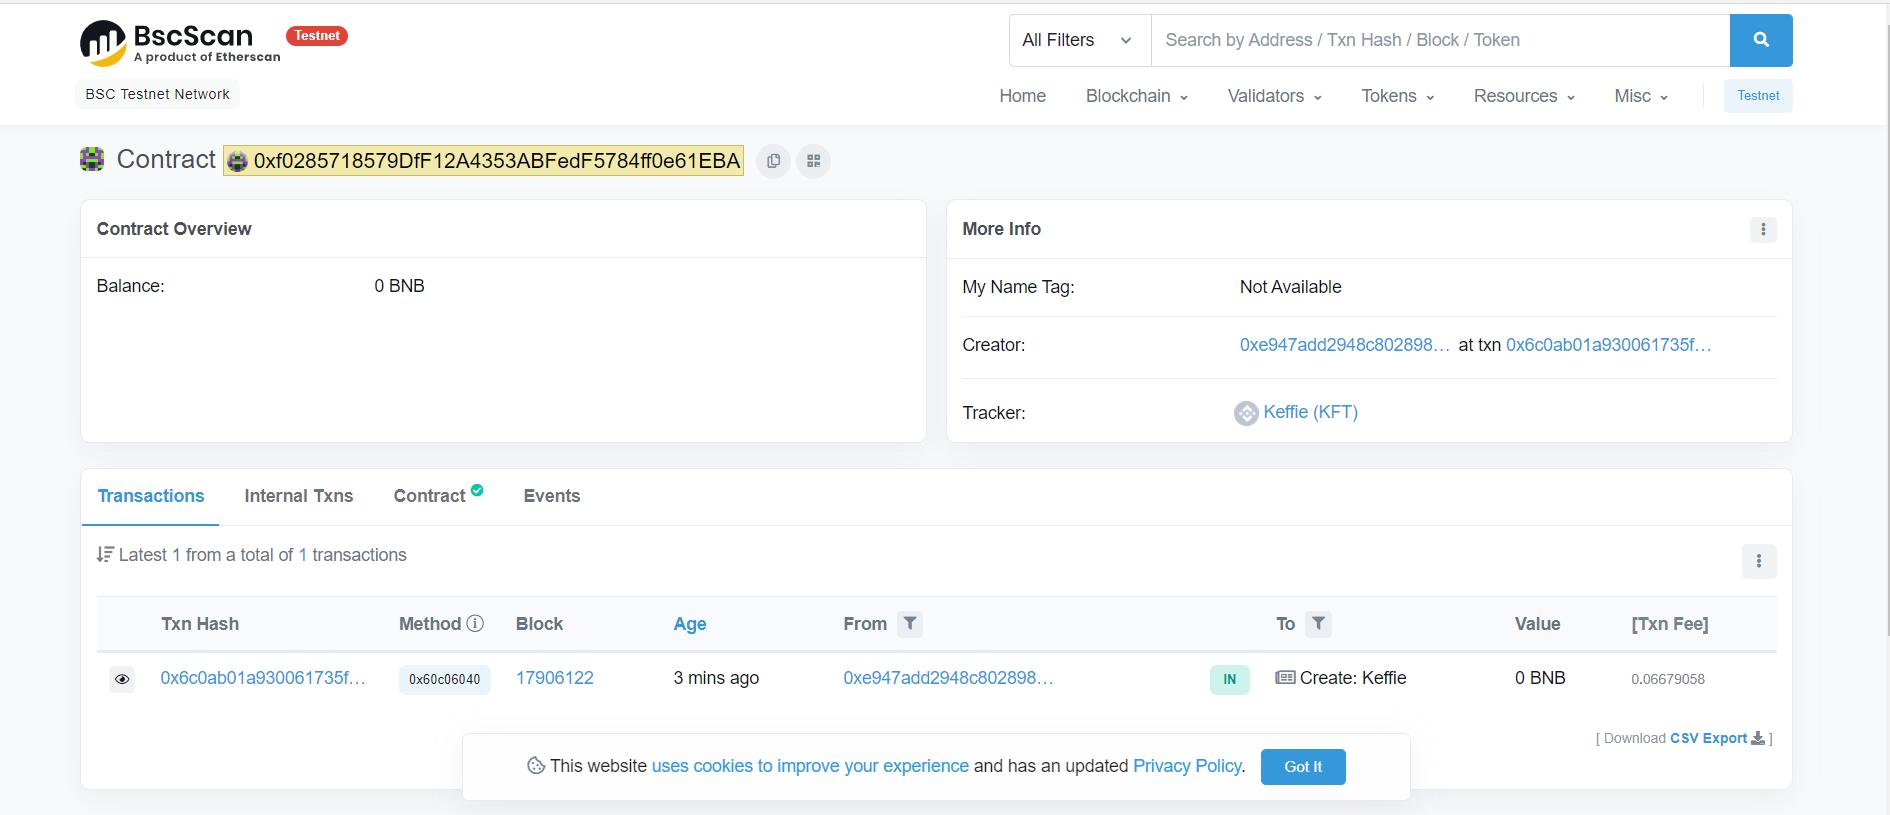 BscScan Testnet
A product of Etherscan
All Filters Search by Address / Txn Hash / Block / Token
BSC Testnet Network
Home Blockchain Validators Tokens Resources Misc Testnet
Contract 0xf0285718579DfF12A4353ABFedF5784ff0e61EBA
Contract Overview
Balance: 0 BNB
More Info
My Name Tag: Not Available
Creator: 0xe947add2948c802898... at txn 0x6c0ab01a930061735f...
Tracker: Keffie (KFT)
Transactions Internal Txns Contract Events
Latest 1 from a total of 1 transactions
Txn Hash Method Block Age From To Value [Txn Fee]
0x6c0ab01a930061735f... 0x60c06040 17906122 3 mins ago 0xe947add2948c802898... IN Create: Keffie 0 BNB 0.06679058
[ Download CSV Export ]
This website uses cookies to improve your experience and has an updated Privacy Policy. Got It